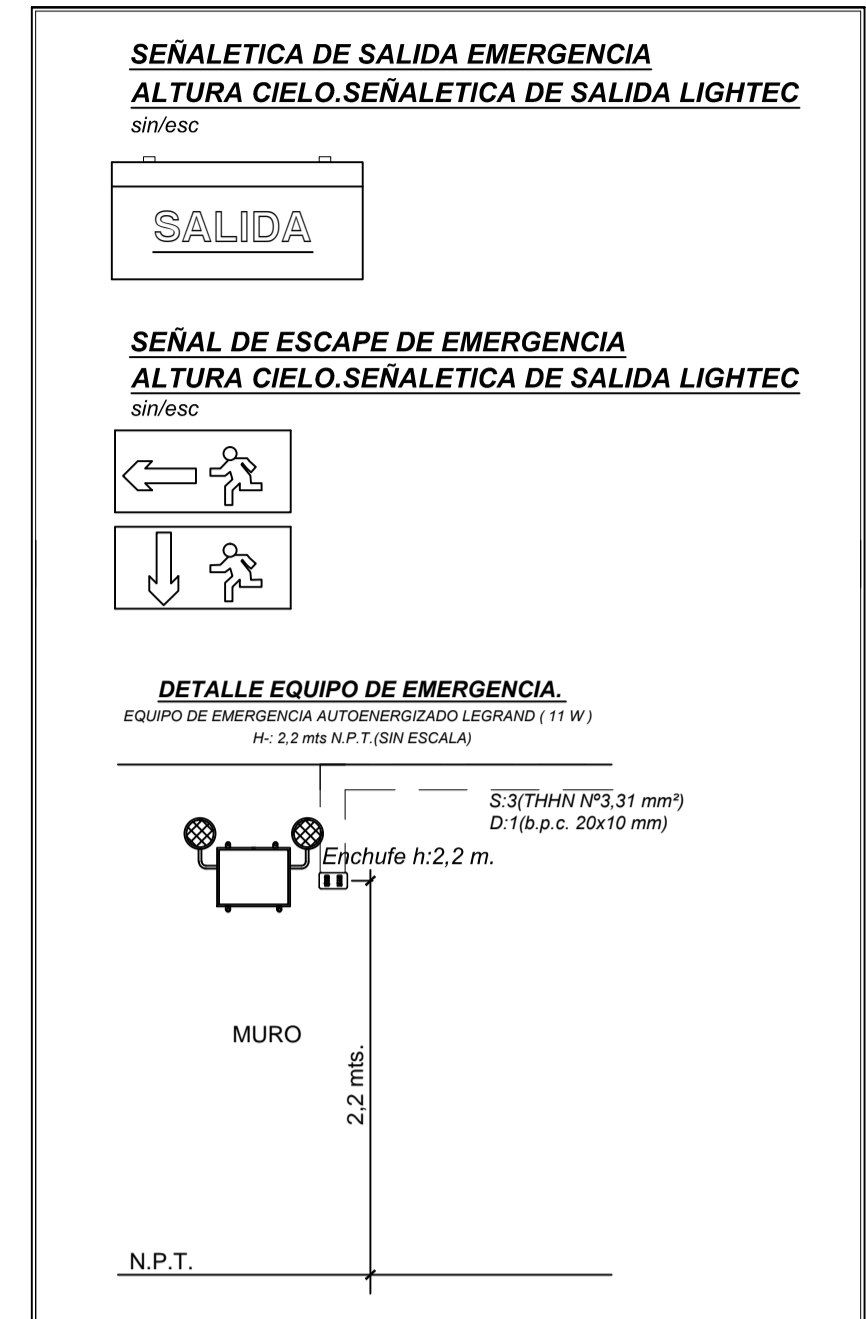 SEÑALETICA DE SALIDA EMERGENCIA
ALTURA CIELO.SEÑALETICA DE SALIDA LIGHTEC
sin/esc
SALIDA
SEÑAL DE ESCAPE DE EMERGENCIA
ALTURA CIELO.SEÑALETICA DE SALIDA LIGHTEC
sin/esc
DETALLE EQUIPO DE EMERGENCIA.
EQUIPO DE EMERGENCIA AUTOENERGIZADO LEGRAND ( 11 W )
H-: 2,2 mts N.P.T.(SIN ESCALA)
S:3(THHN Nº3,31 mm²)
D:1(b.p.c. 20x10 mm)
Enchufe h:2,2 m.
MURO
2,2 mts.
N.P.T.